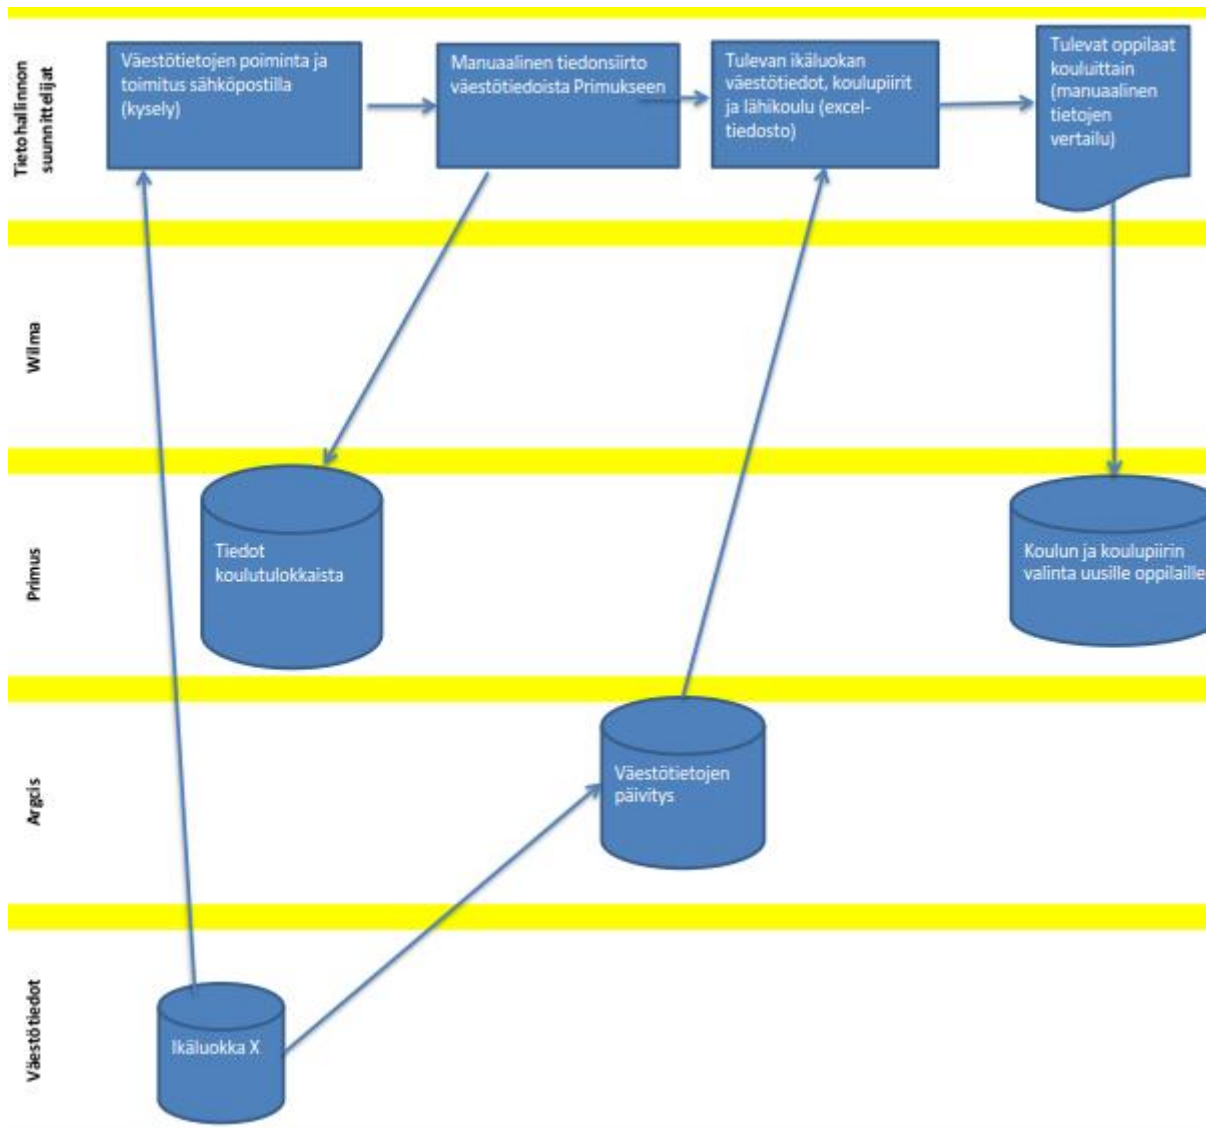 Tietohallinnon
suunnittelijat
Väestötietojen poiminta ja
toimitus sähköpostilla
(kysely)
Manuaalinen tiedonsiirto
väestötiedoista Primukseen
Tulevan ikäluokan
väestötiedot, koulupiirit
ja lähikoulu (excel-
tiedosto)
Tulevat oppilaat
kouluittain
(manuaalinen
tietojen
vertailu)
Wilma
Primus
Tiedot
koulutulokkaista
Koulun ja koulupiirin
valinta uusille oppilaille
Argcis
Väestötietojen
päivitys
Väestötiedot
Ikäluokka X